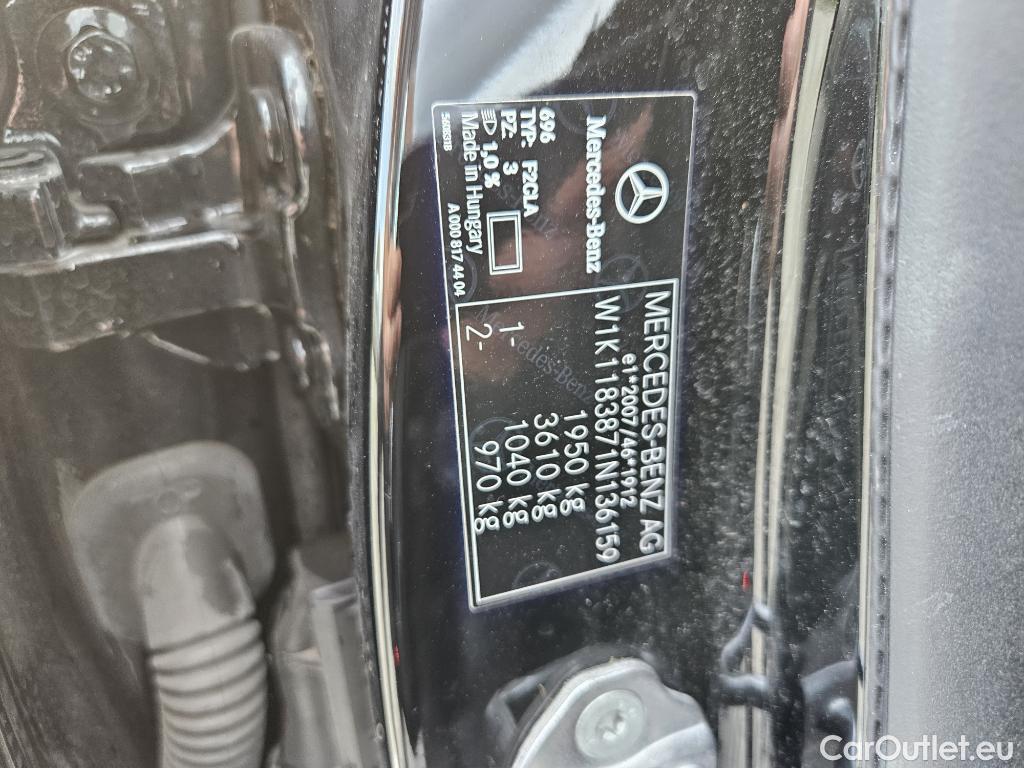 Mercedes-Benz
696
TYP: F2CLA
PZ: 3
1,0 %
Made in Hungary
A 000 817 44 04
MERCEDES-BENZ AG
e1*2007/46*1912
W1K1183871N136159
1950 kg
3610 kg
1- 1040 kg
2- 970 kg
CarOutlet.eu